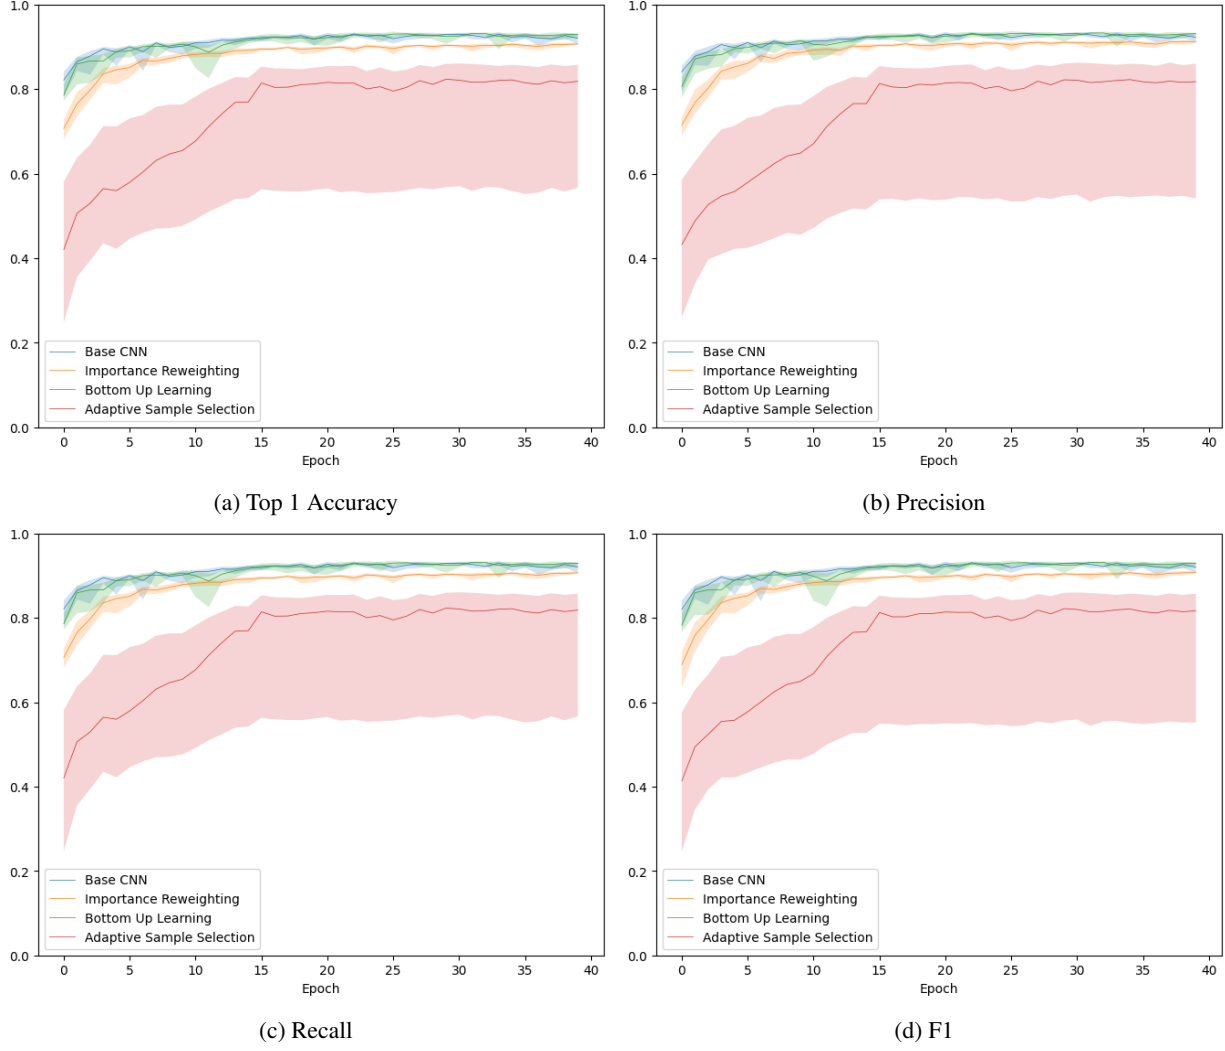 1.0
0.8
0.6
0.4
0.2
0.0
Base CNN
Importance Reweighting
Bottom Up Learning
Adaptive Sample Selection
0 5 10 15 20 25 30 35 40
Epoch
(a) Top 1 Accuracy
1.0
0.8
0.6
0.4
0.2
0.0
Base CNN
Importance Reweighting
Bottom Up Learning
Adaptive Sample Selection
0 5 10 15 20 25 30 35 40
Epoch
(b) Precision
1.0
0.8
0.6
0.4
0.2
0.0
Base CNN
Importance Reweighting
Bottom Up Learning
Adaptive Sample Selection
0 5 10 15 20 25 30 35 40
Epoch
(c) Recall
1.0
0.8
0.6
0.4
0.2
0.0
Base CNN
Importance Reweighting
Bottom Up Learning
Adaptive Sample Selection
0 5 10 15 20 25 30 35 40
Epoch
(d) F1